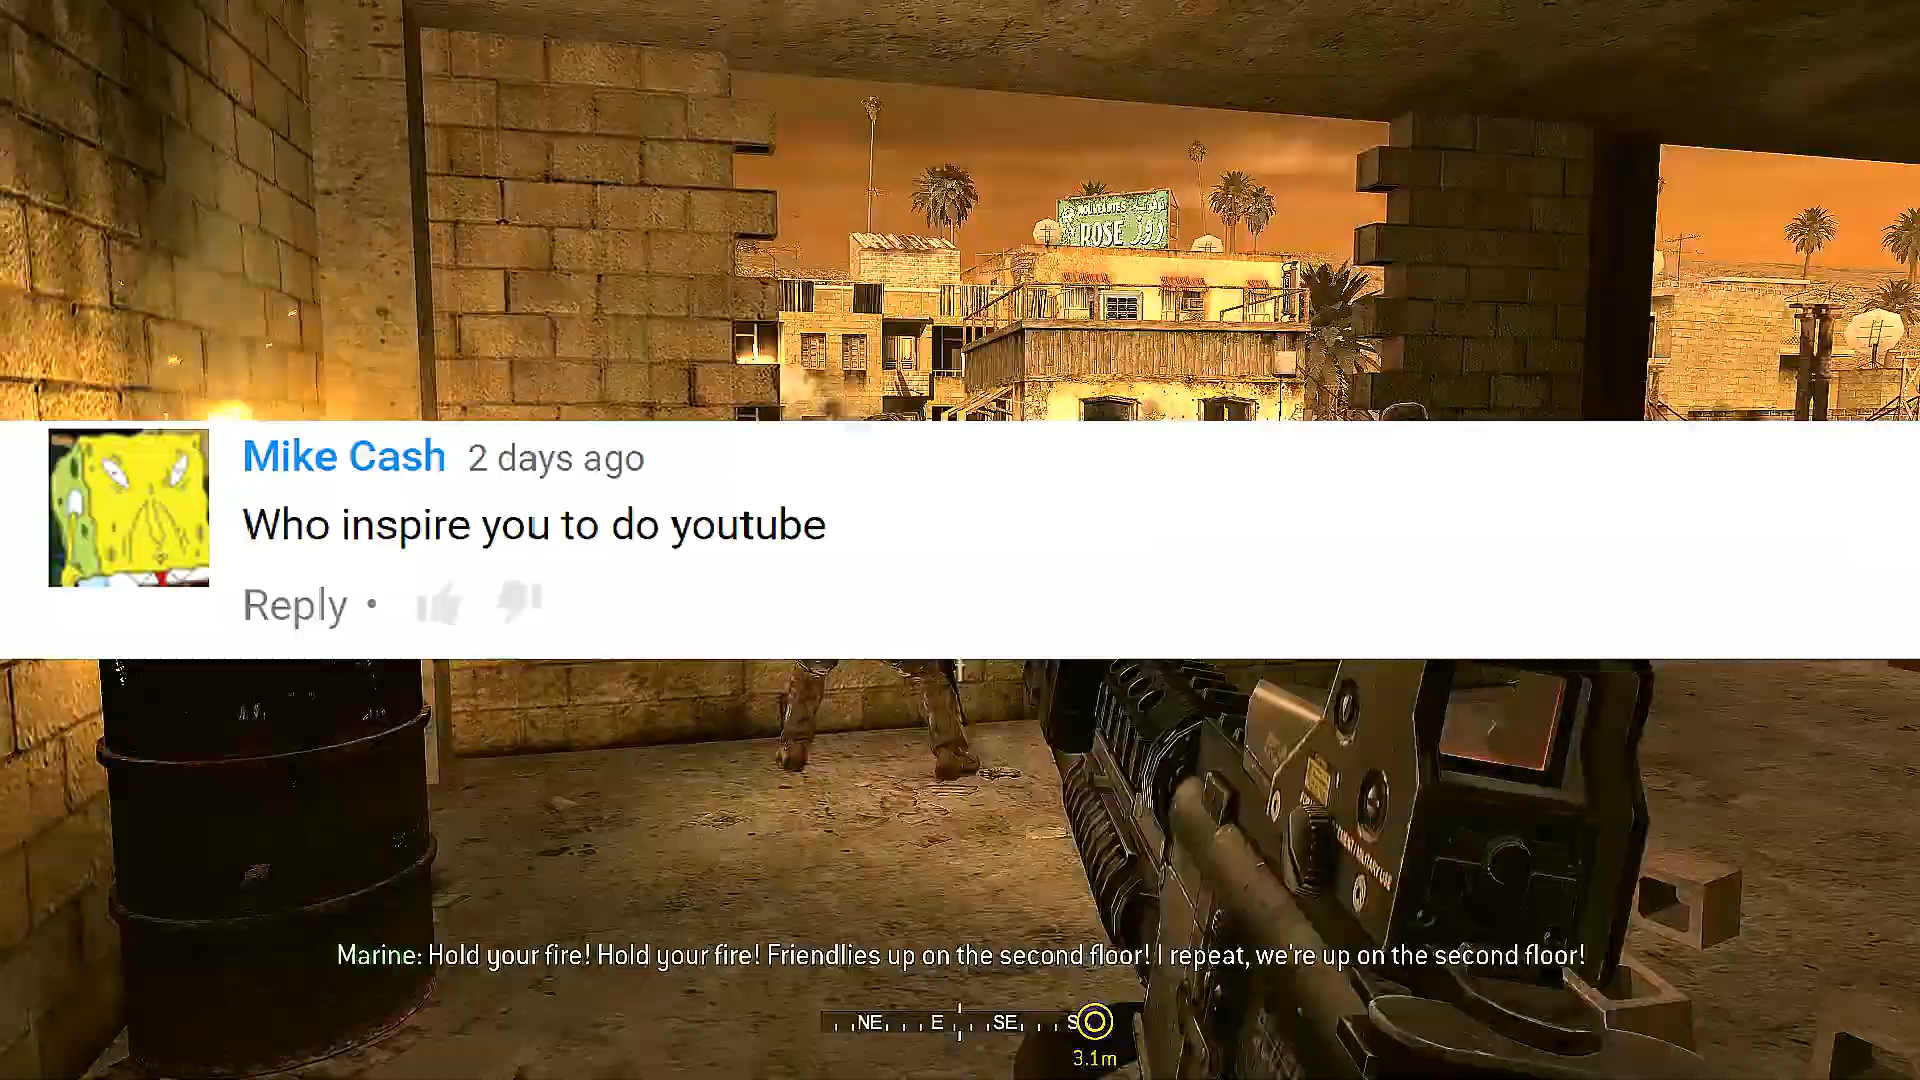 NOUVEAUTES
ROSE روز
Mike Cash 2 days ago
Who inspire you to do youtube
Reply •
Marine: Hold your fire! Hold your fire! Friendlies up on the second floor! I repeat, we're up on the second floor!
NE E SE S
3.1m